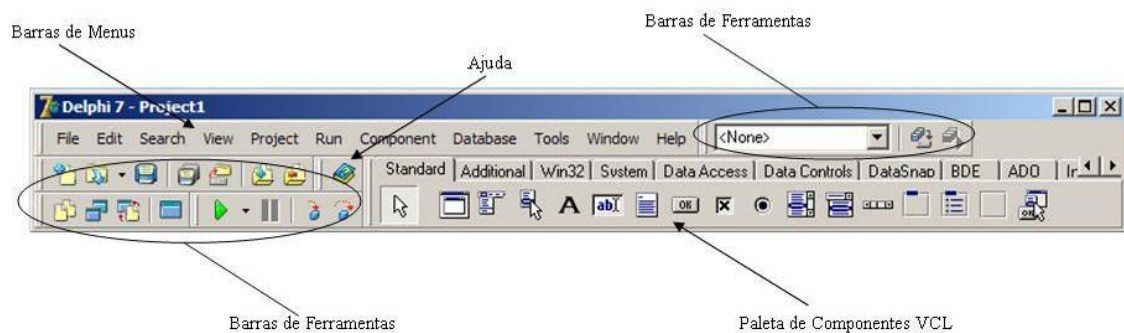 Barras de Ferramentas
Barras de Menus
Ajuda
Delphi 7 - Project1
File Edit Search View Project Run Component Database Tools Window Help <None>
Standard Additional Win32 System Data Access Data Controls DataSnap BDE ADO
A ab OK
OK
Barras de Ferramentas
Paleta de Componentes VCL